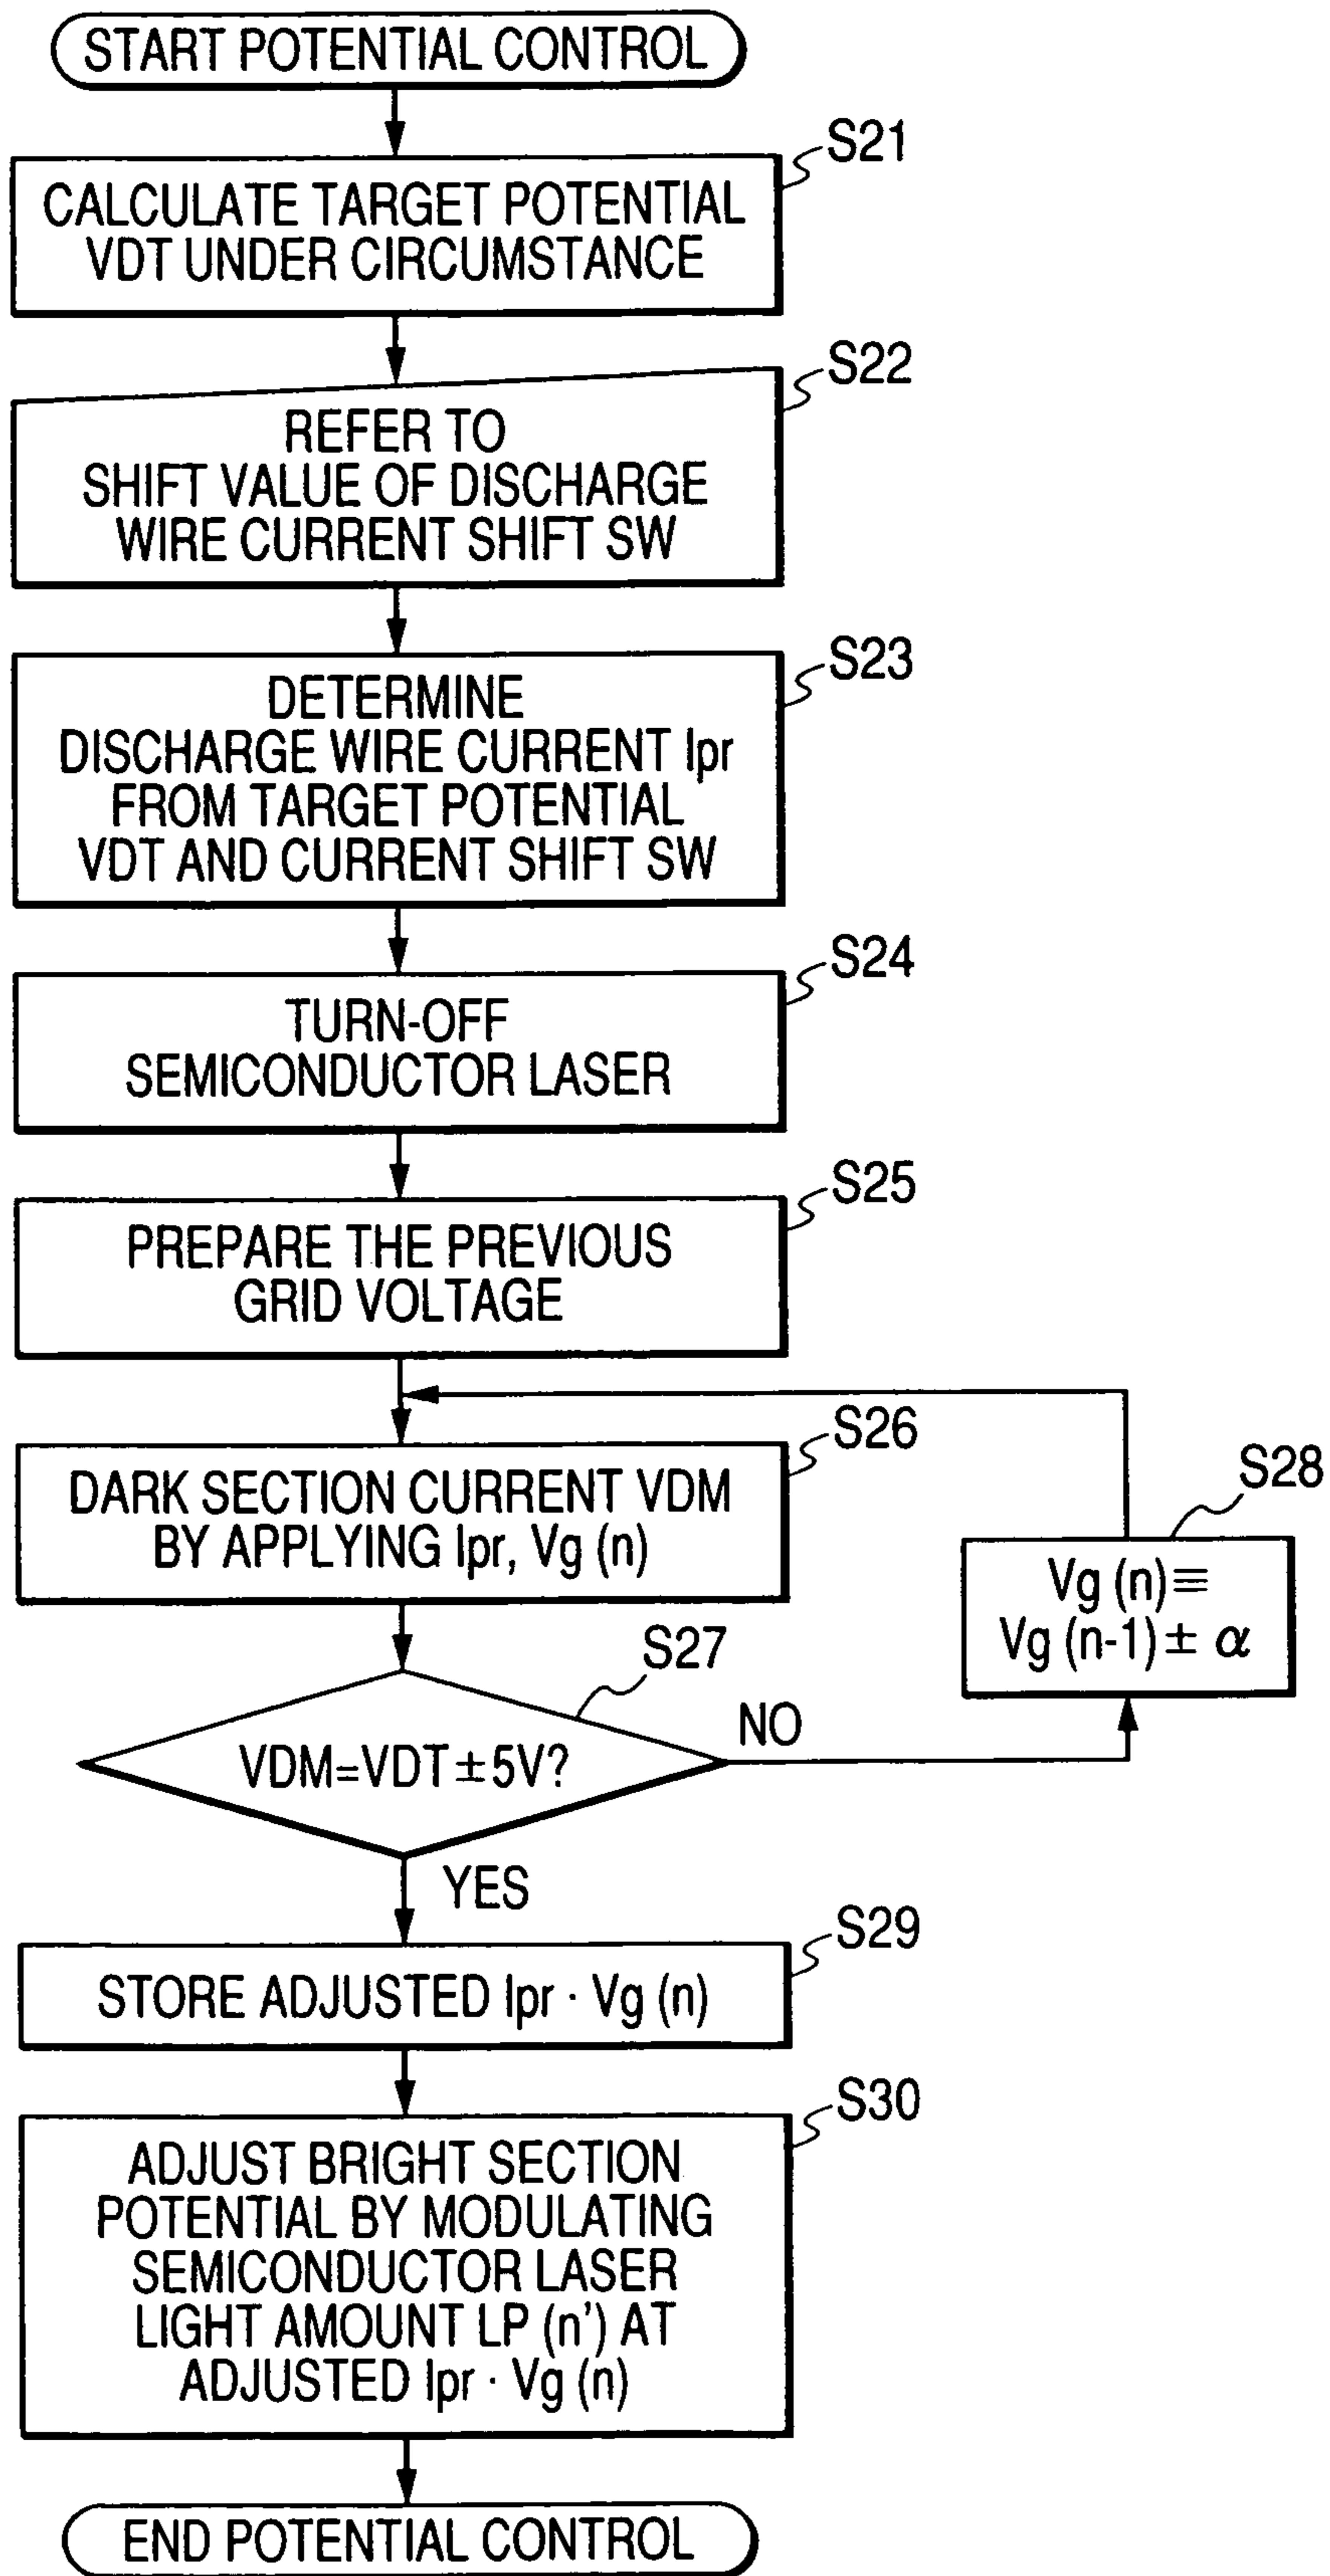 START POTENTIAL CONTROL
S21
CALCULATE TARGET POTENTIAL
VDT UNDER CIRCUMSTANCE
S22
REFER TO
SHIFT VALUE OF DISCHARGE
WIRE CURRENT SHIFT SW
S23
DETERMINE
DISCHARGE WIRE CURRENT Ipr
FROM TARGET POTENTIAL
VDT AND CURRENT SHIFT SW
S24
TURN-OFF
SEMICONDUCTOR LASER
S25
PREPARE THE PREVIOUS
GRID VOLTAGE
S26
DARK SECTION CURRENT VDM
BY APPLYING Ipr, Vg (n)
S28
Vg (n)≡
Vg (n-1)± α
S27
VDM=VDT±5V?
NO
YES
S29
STORE ADJUSTED Ipr · Vg (n)
S30
ADJUST BRIGHT SECTION
POTENTIAL BY MODULATING
SEMICONDUCTOR LASER
LIGHT AMOUNT LP (n') AT
ADJUSTED Ipr · Vg (n)
END POTENTIAL CONTROL